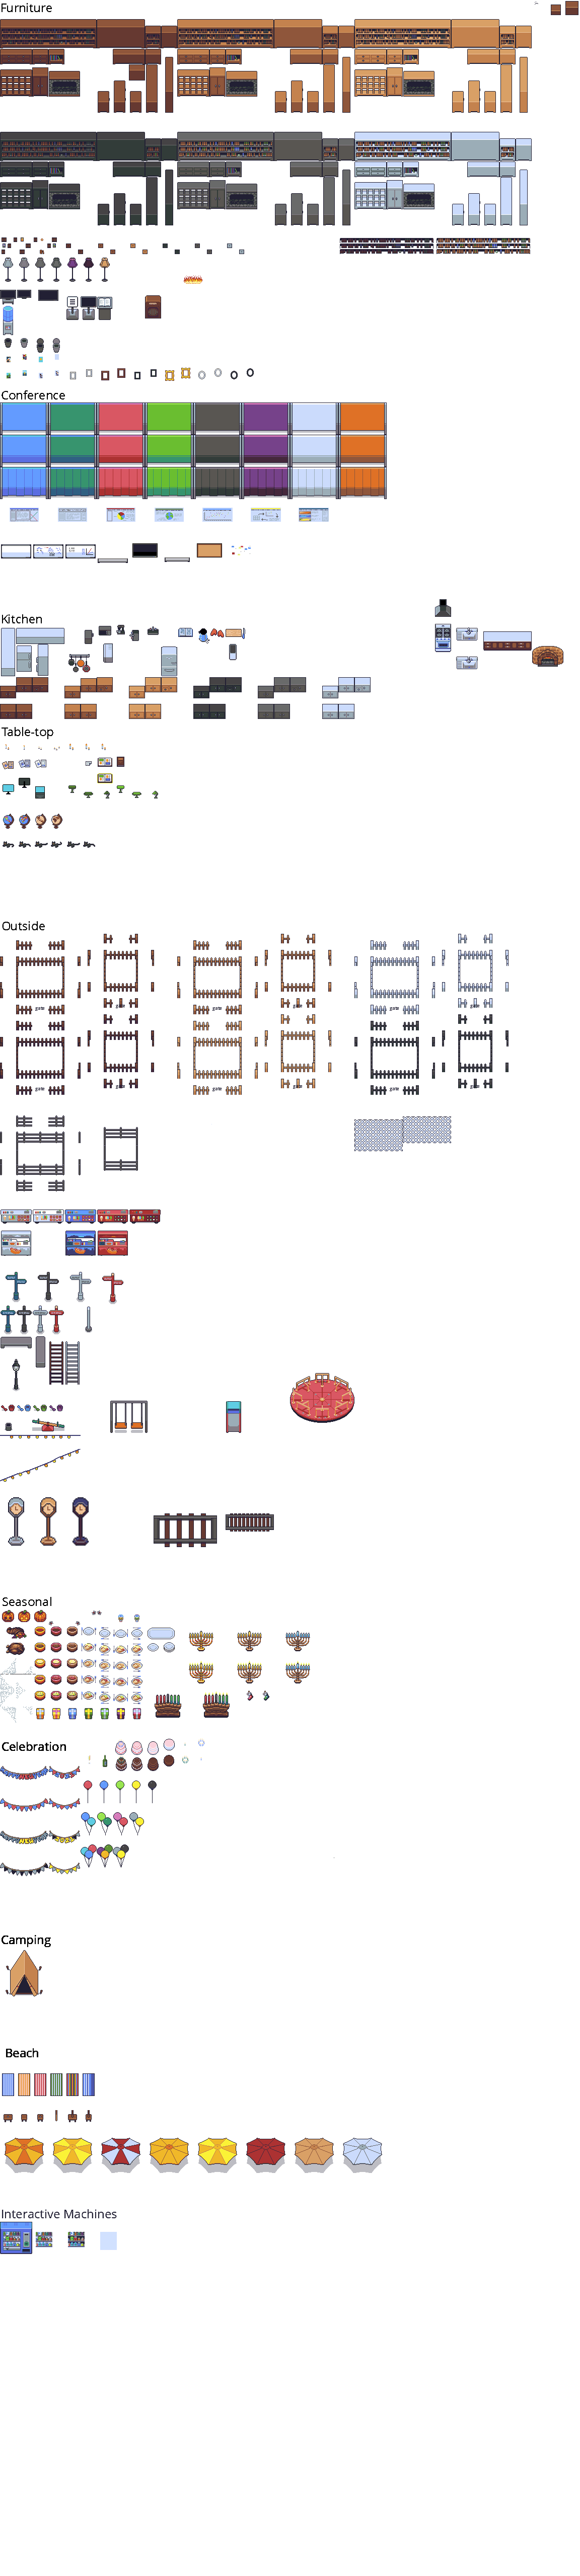 Furniture
Conference
Kitchen
Table-top
Outside
Seasonal
Celebration
Camping
Beach
Interactive Machines